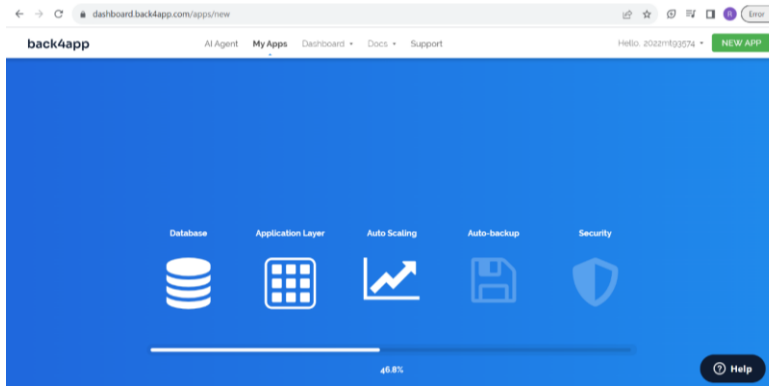 dashboard.back4app.com/apps/new
R
Error
back4app
AI Agent My Apps Dashboard Docs Support
Hello, 2022mt93574
NEW APP
Database Application Layer Auto Scaling Auto-backup Security
46.8%
? Help